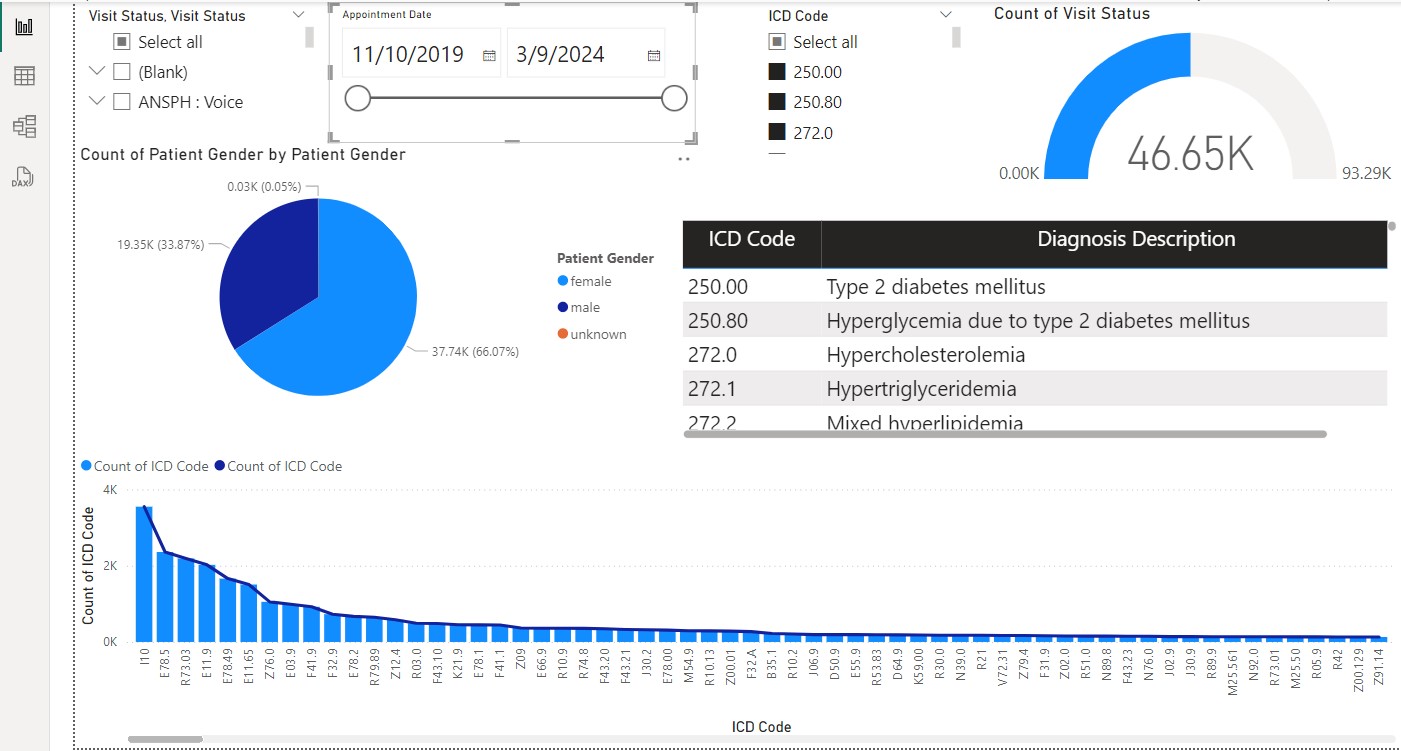 Visit Status, Visit Status
Select all
(Blank)
ANSPH : Voice
Appointment Date
11/10/2019
3/9/2024
ICD Code
Select all
250.00
250.80
272.0
Count of Visit Status
46.65K
0.00K
93.29K
DAX
Count of Patient Gender by Patient Gender
0.03K (0.05%)
19.35K (33.87%)
37.74K (66.07%)
Patient Gender
female
male
unknown
ICD Code Diagnosis Description
250.00 Type 2 diabetes mellitus
250.80 Hyperglycemia due to type 2 diabetes mellitus
272.0 Hypercholesterolemia
272.1 Hypertriglyceridemia
272.2 Mixed hyperlipidemia
Count of ICD Code Count of ICD Code
Count of ICD Code
4K
2K
0K
I10
E78.5
R73.03
E11.9
E78.49
E11.65
Z76.0
E03.9
F41.9
F32.9
E78.2
R79.89
Z12.4
R03.0
F43.10
K21.9
E78.1
F41.1
Z09
E66.9
R10.9
R74.8
F43.20
F43.21
J30.2
E78.00
M54.9
R10.13
Z00.01
F32.A
B35.1
R10.2
J06.9
D50.9
E55.9
R53.83
D64.9
K59.00
R30.0
N39.0
R21
V72.31
Z79.4
F31.9
Z02.0
R51.0
N89.8
F43.23
N76.0
J02.9
J30.9
R89.9
M25.561
N92.0
R73.01
M25.50
R05.9
R42
Z00.129
Z91.14
ICD Code